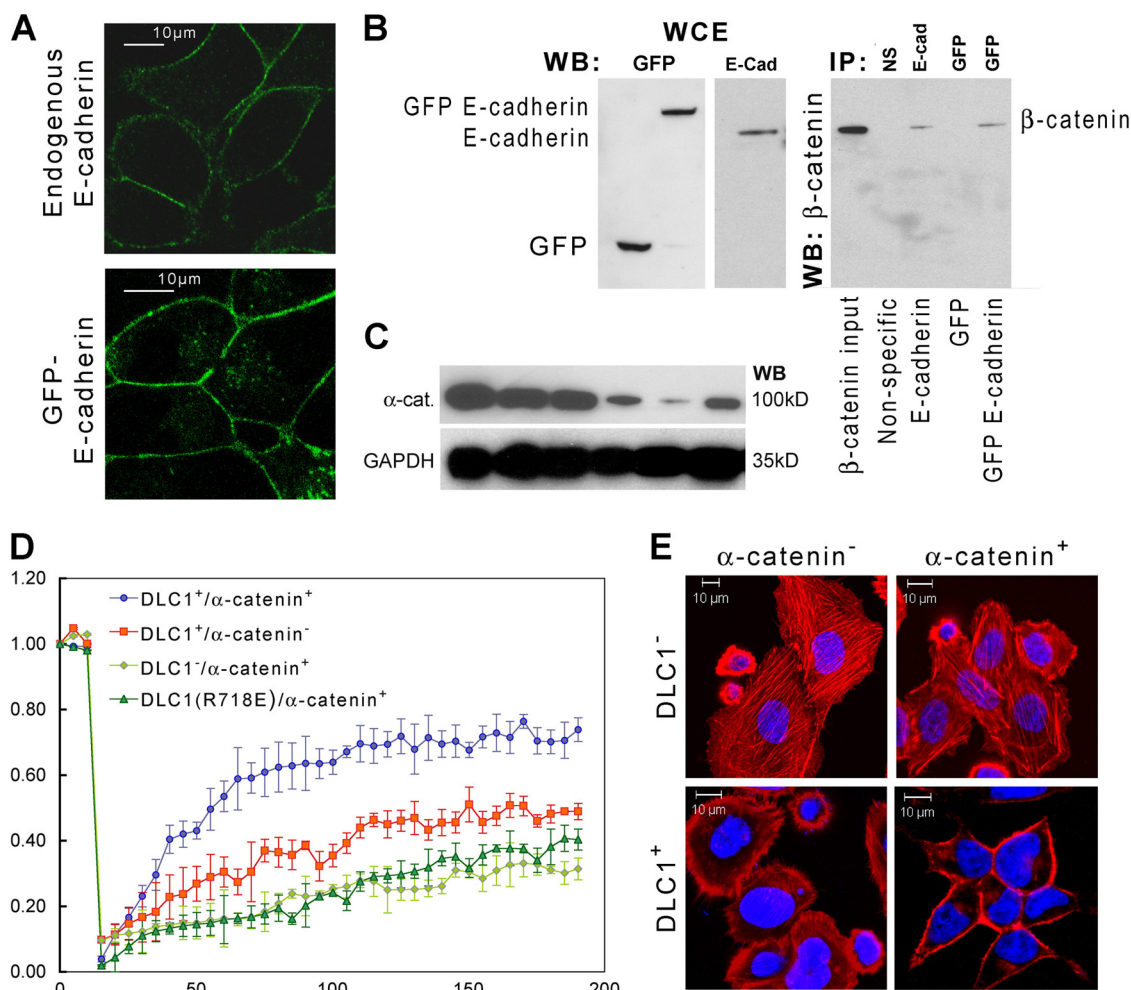 A
10µm
Endogenous
E-cadherin
10µm
GFP-
E-cadherin
B
WCE
WB: GFP E-Cad
GFP E-cadherin
E-cadherin
GFP
IP: NS E-cad GFP GFP
WB: β-catenin
β-catenin
β-catenin input
Non-specific
E-cadherin
GFP
GFP E-cadherin
C
WB
α-cat. 100kD
GAPDH 35kD
D
1.20
1.00
0.80
0.60
0.40
0.20
0.00
0 50 100 150 200
DLC1⁺/α-catenin⁺
DLC1⁺/α-catenin⁻
DLC1⁻/α-catenin⁺
DLC1(R718E)/α-catenin⁺
E
α-catenin⁻ α-catenin⁺
DLC1⁻
10 µm 10 µm
DLC1⁺
10 µm 10 µm